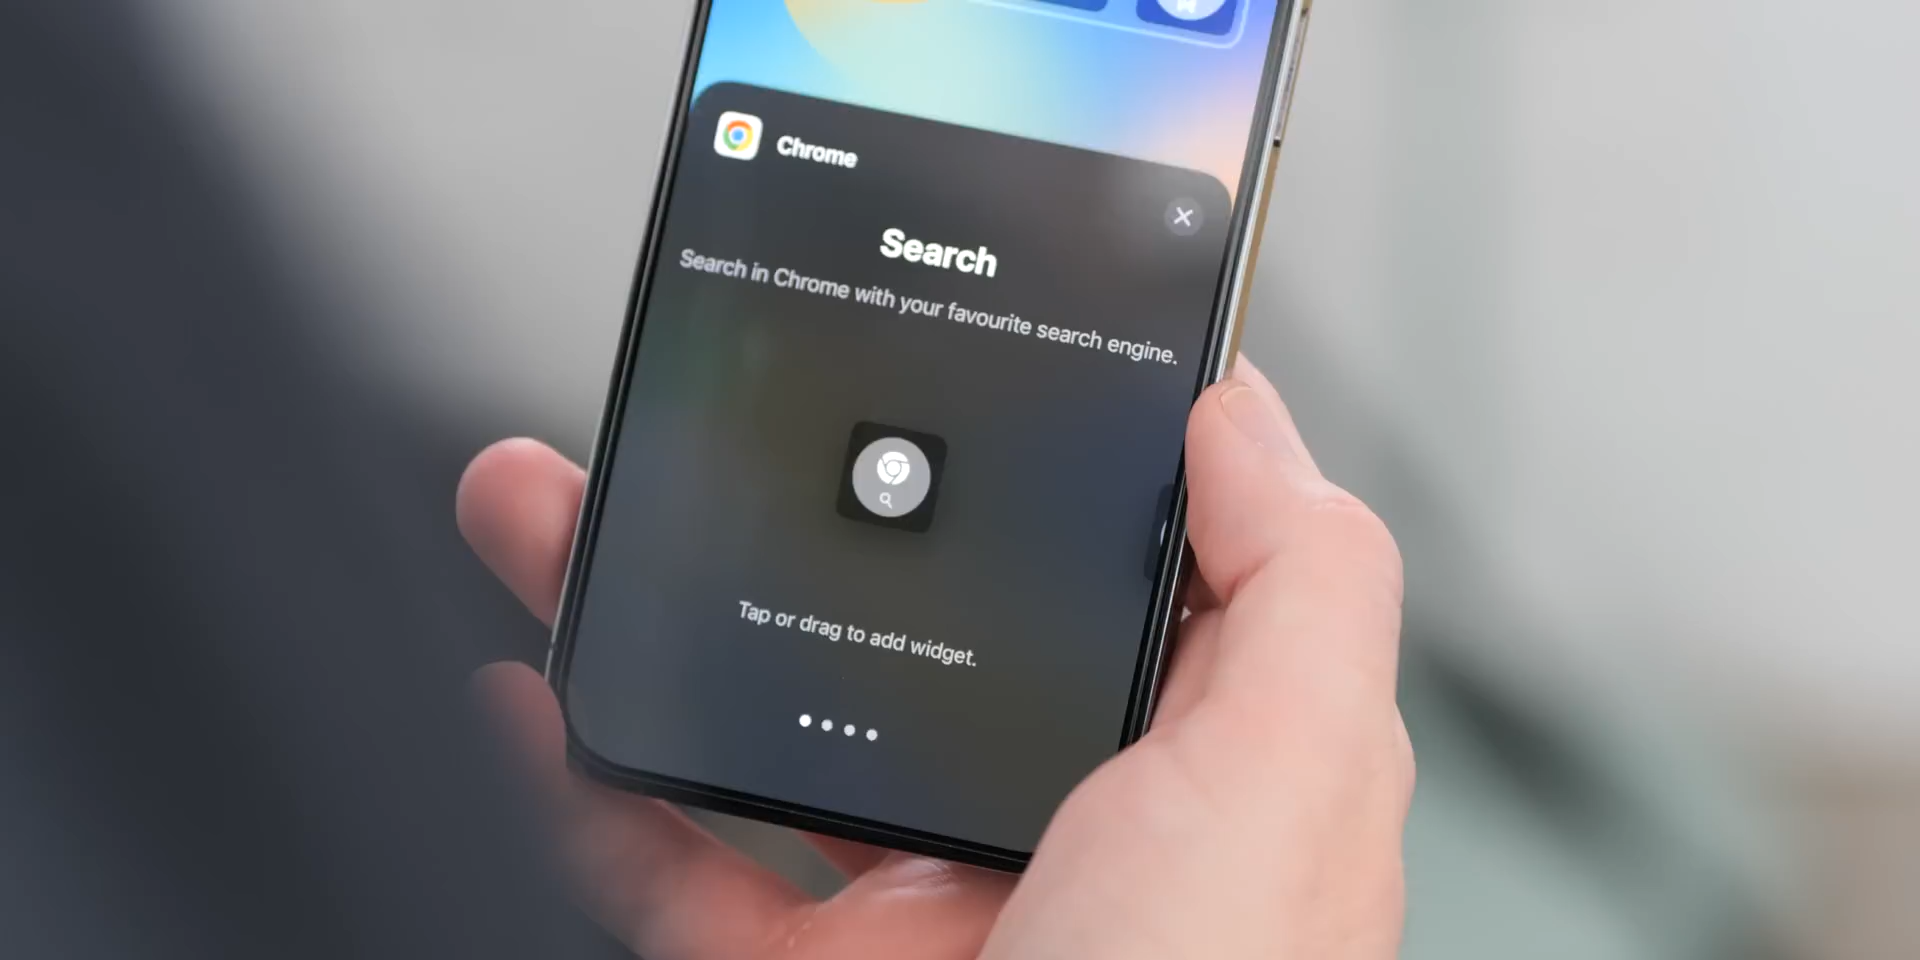 Chrome
Search
Search in Chrome with your favourite search engine.
Tap or drag to add widget.